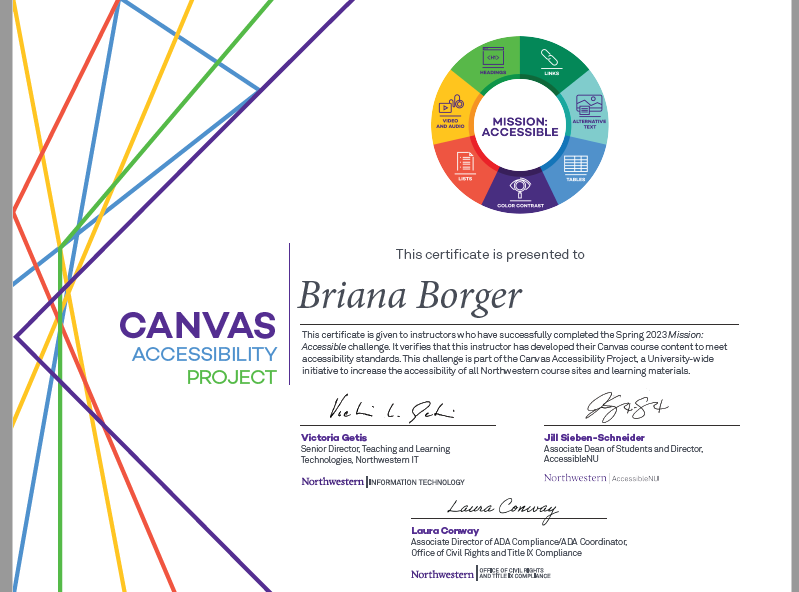 HEADINGS
LINKS
VIDEO
AND AUDIO
ALTERNATIVE
TEXT
MISSION:
ACCESSIBLE
LISTS
TABLES
COLOR CONTRAST
This certificate is presented to
Briana Borger
CANVAS
ACCESSIBILITY
PROJECT
This certificate is given to instructors who have successfully completed the Spring 2023 Mission:
Accessible challenge. It verifies that this instructor has developed their Canvas course content to meet
accessibility standards. This challenge is part of the Canvas Accessibility Project, a University-wide
initiative to increase the accessibility of all Northwestern course sites and learning materials.
Victoria Getis
Senior Director, Teaching and Learning
Technologies, Northwestern IT
Northwestern INFORMATION TECHNOLOGY
Jill Sieben-Schneider
Associate Dean of Students and Director,
AccessibleNU
Northwestern AccessibleNU
Laura Conway
Laura Conway
Associate Director of ADA Compliance/ADA Coordinator,
Office of Civil Rights and Title IX Compliance
Northwestern OFFICE OF CIVIL RIGHTS
AND TITLE IX COMPLIANCE